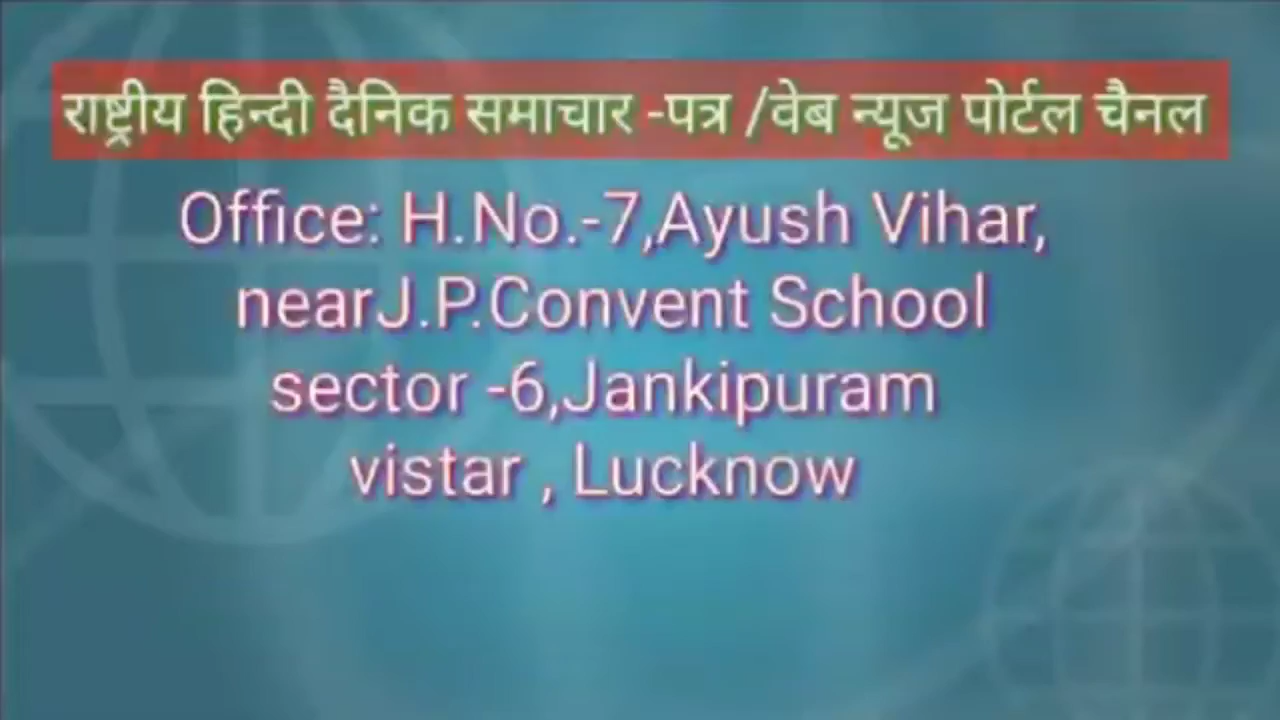 राष्ट्रीय हिन्दी दैनिक समाचार -पत्र /वेब न्यूज पोर्टल चैनल
Office: H.No.-7,Ayush Vihar,
nearJ.P.Convent School
sector -6,Jankipuram
vistar , Lucknow